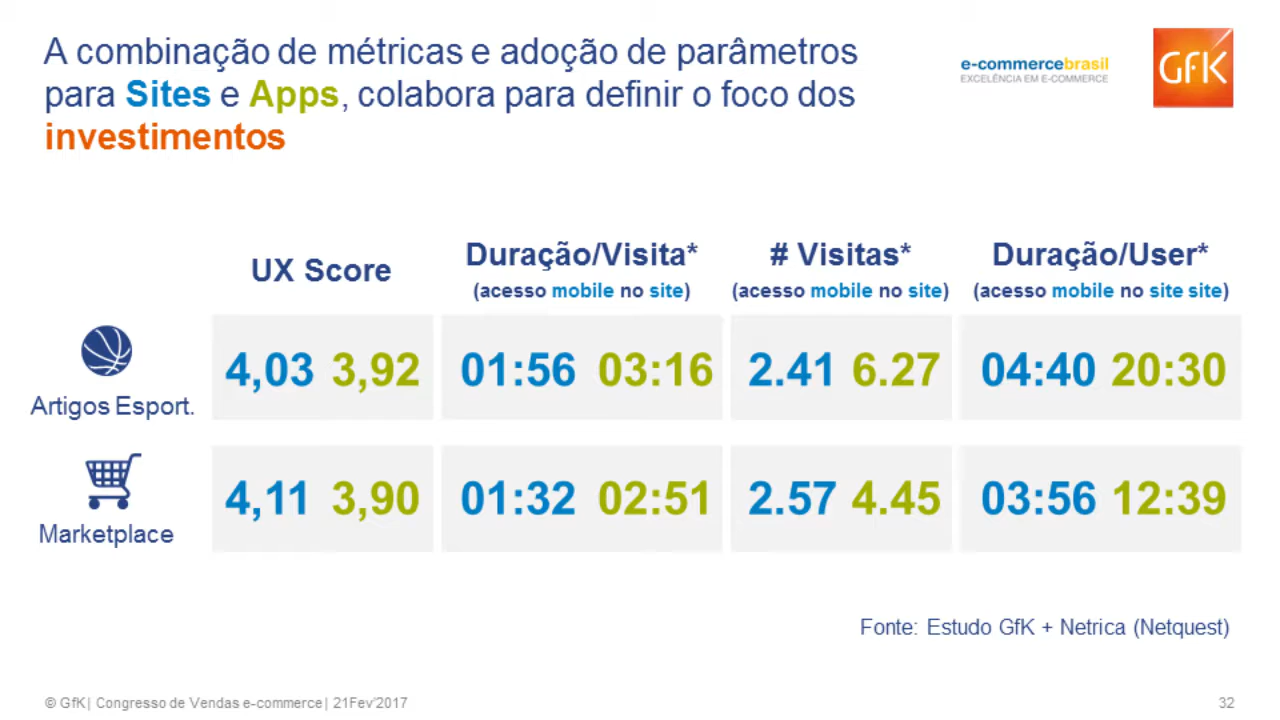 A combinação de métricas e adoção de parâmetros
para Sites e Apps, colabora para definir o foco dos
investimentos
e-commercebrasil
EXCELÊNCIA EM E-COMMERCE
GfK
UX Score
Duração/Visita*
(acesso mobile no site)
# Visitas*
(acesso mobile no site)
Duração/User*
(acesso mobile no site site)
Artigos Esport.
4,03 3,92
01:56 03:16
2.41 6.27
04:40 20:30
Marketplace
4,11 3,90
01:32 02:51
2.57 4.45
03:56 12:39
Fonte: Estudo GfK + Netrica (Netquest)
© GfK| Congresso de Vendas e-commerce| 21Fev'2017
32